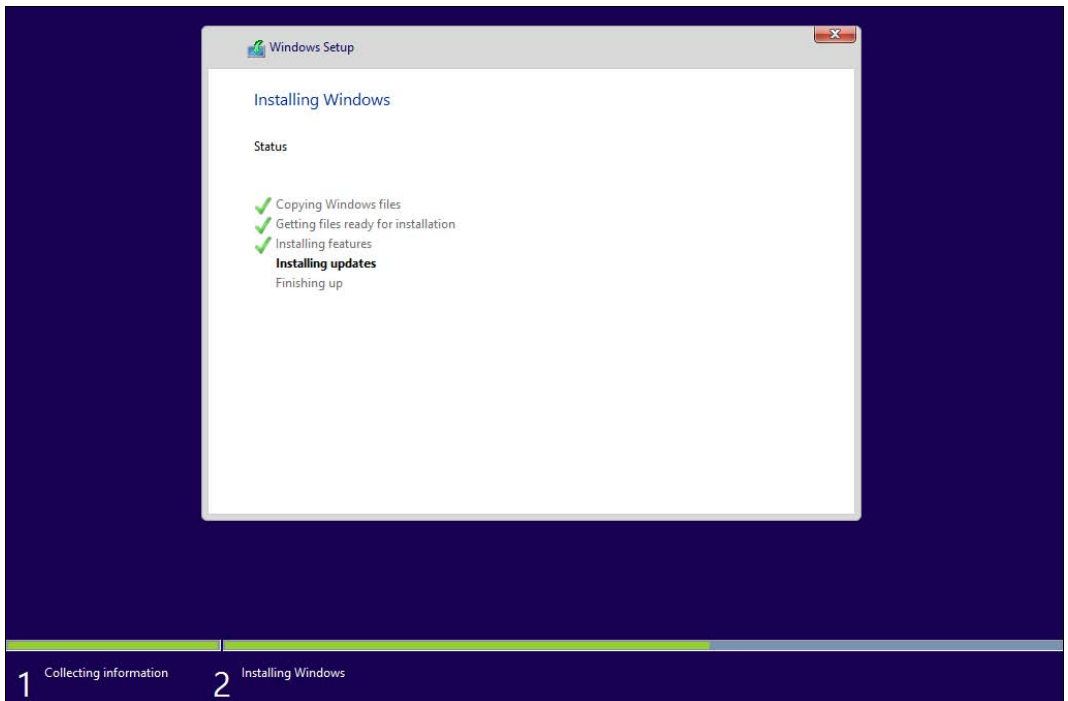 Windows Setup
Installing Windows
Status
Copying Windows files
Getting files ready for installation
Installing features
Installing updates
Finishing up
1 Collecting information
2 Installing Windows